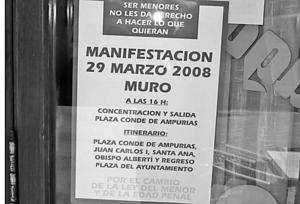 SER MENORES
NO LES DA DERECHO
A HACER LO QUE
QUIERAN
MANIFESTACION
29 MARZO 2008
MURO
A LAS 16 H:
CONCENTRACION Y SALIDA
PLAZA CONDE DE AMPURIAS
ITINERARIO:
PLAZA CONDE DE AMPURIAS,
JUAN CARLOS I, SANTA ANA,
OBISPO ALBERTÍ Y REGRESO
PLAZA DEL AYUNTAMIENTO
POR EL CAMBIO
DE LA LEY DEL MENOR
Y DE LA EDAD PENAL